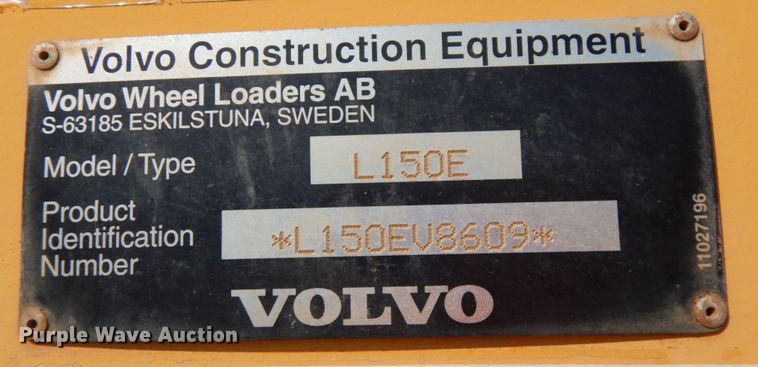 Volvo Construction Equipment
Volvo Wheel Loaders AB
S-63185 ESKILSTUNA, SWEDEN
Model / Type
L150E
Product
Identification
Number
*L150EV8609*
11027196
VOLVO
Purple Wave Auction